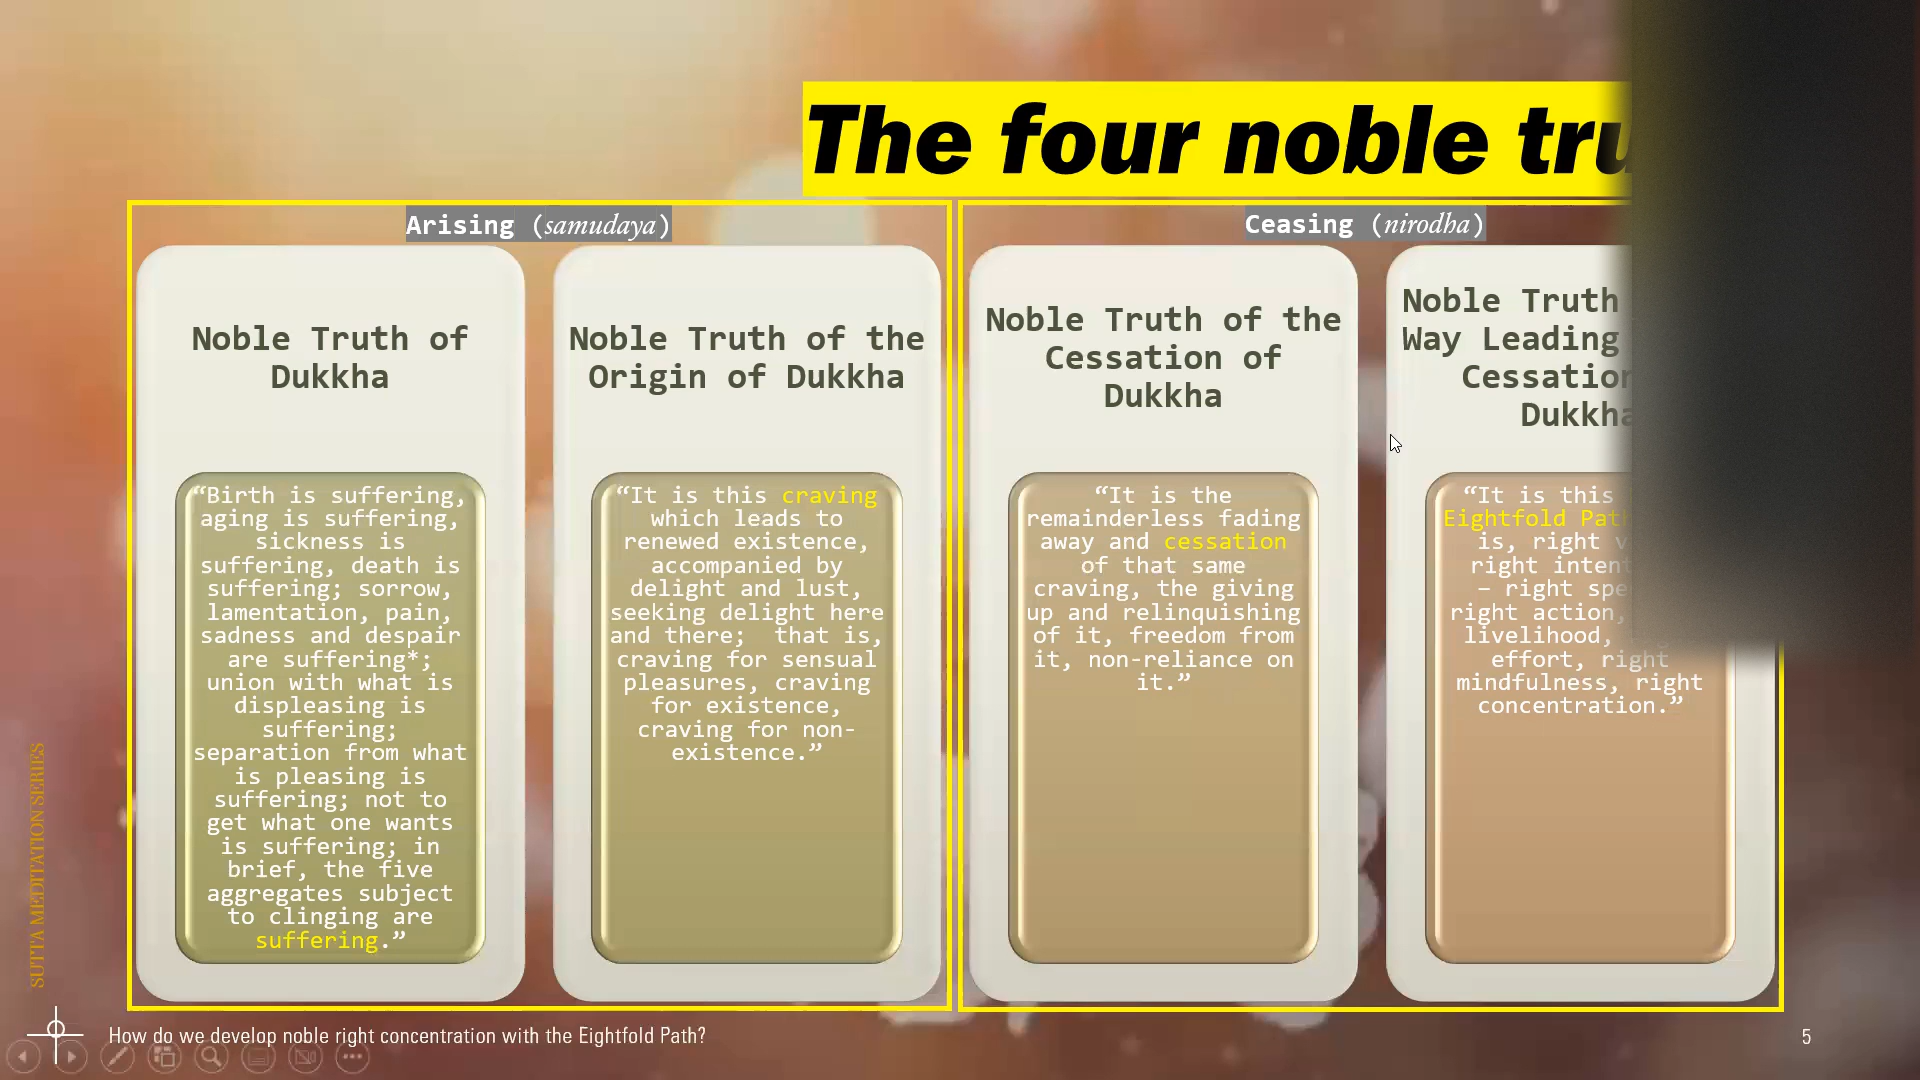 The four noble
Arising (samudaya)
Noble Truth of
Dukkha
“Birth is suffering,
aging is suffering,
sickness is
suffering, death is
suffering; sorrow,
lamentation, pain,
sadness and despair
are suffering*;
union with what is
displeasing is
suffering;
separation from what
is pleasing is
suffering; not to
get what one wants
is suffering; in
brief, the five
aggregates subject
to clinging are
suffering.”
Noble Truth of the
Origin of Dukkha
“It is this craving
which leads to
renewed existence,
accompanied by
delight and lust,
seeking delight here
and there; that is,
craving for sensual
pleasures, craving
for existence,
craving for non-
existence.”
Ceasing (nirodha)
Noble Truth of the
Cessation of
Dukkha
“It is the
remainderless fading
away and cessation
of that same
craving, the giving
up and relinquishing
of it, freedom from
it, non-reliance on
it.”
Noble Truth
Way Leading
Cessation
Dukkha
“It is this
Eightfold Path
is, right
right
– right
right action,
livelihood,
effort, right
mindfulness, right
concentration.”
SUTTA MEDITATION SERIES
How do we develop noble right concentration with the Eightfold Path?
5